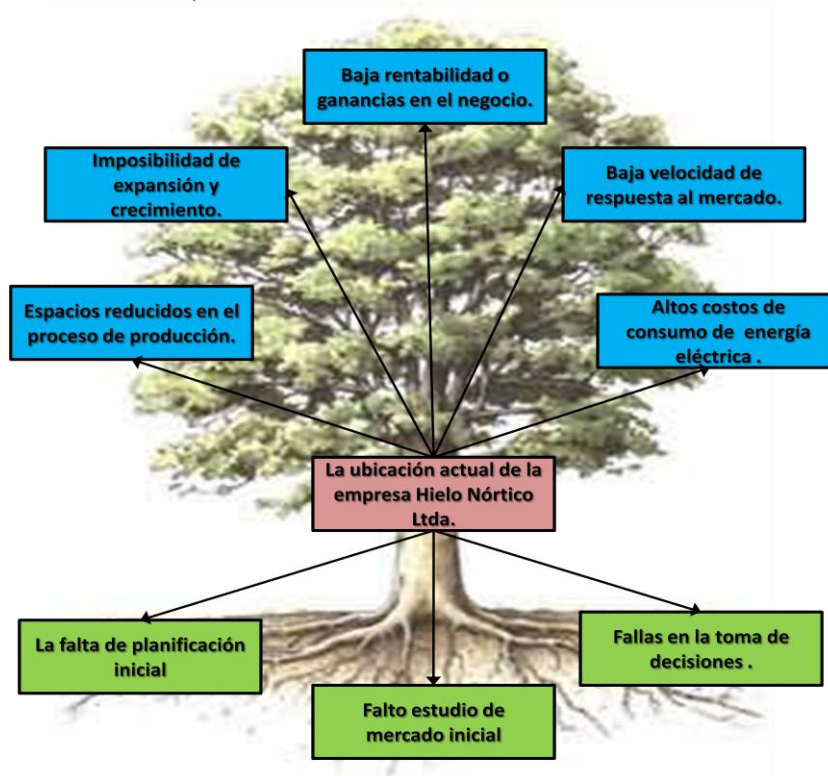 Baja rentabilidad o
ganancias en el negocio.
Imposibilidad de
expansión y
crecimiento.
Baja velocidad de
respuesta al mercado.
Espacios reducidos en el
proceso de producción.
Altos costos de
consumo de energía
eléctrica .
La ubicación actual de la
empresa Hielo Nórtico
Ltda.
La falta de planificación
inicial
Falto estudio de
mercado inicial
Fallas en la toma de
decisiones .